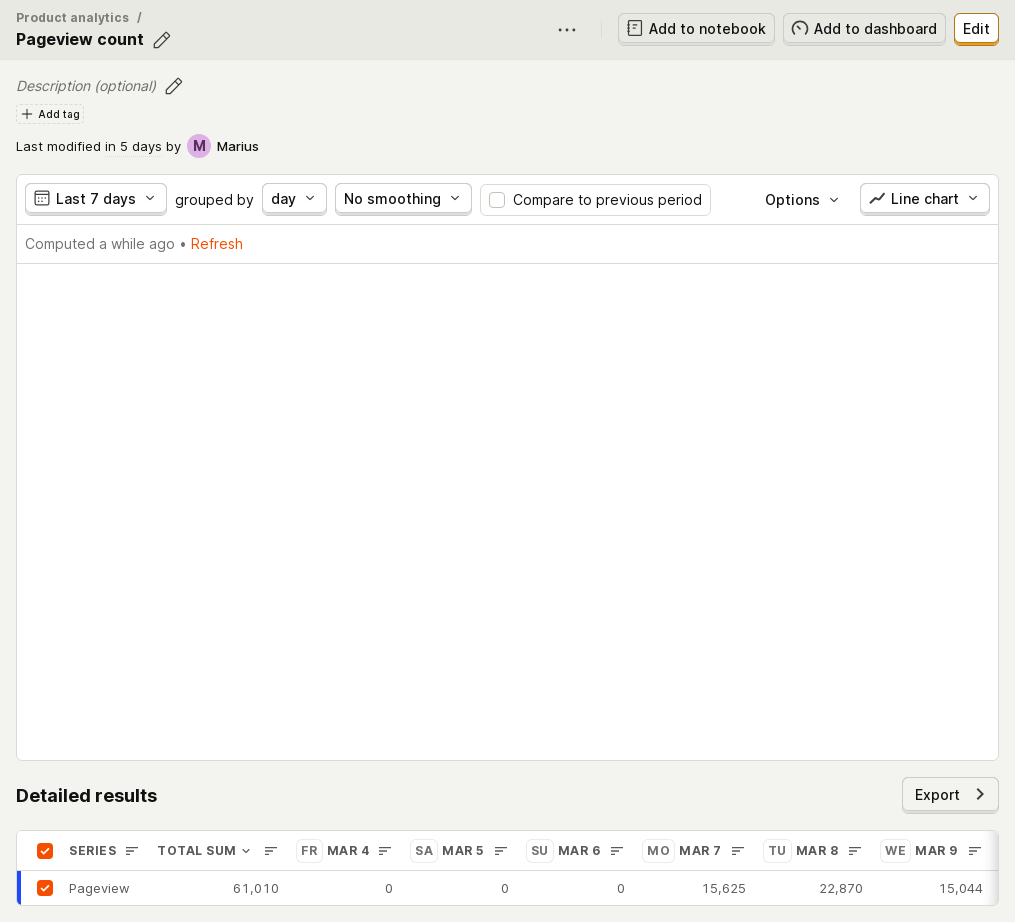 Product analytics /
Pageview count
Add to notebook
Add to dashboard
Edit
Description (optional)
Add tag
Last modified in 5 days by M Marius
Last 7 days grouped by day No smoothing Compare to previous period Options Line chart
Computed a while ago • Refresh
Detailed results
Export
SERIES TOTAL SUM FR MAR 4 SA MAR 5 SU MAR 6 MO MAR 7 TU MAR 8 WE MAR 9
Pageview 61,010 0 0 0 15,625 22,870 15,044